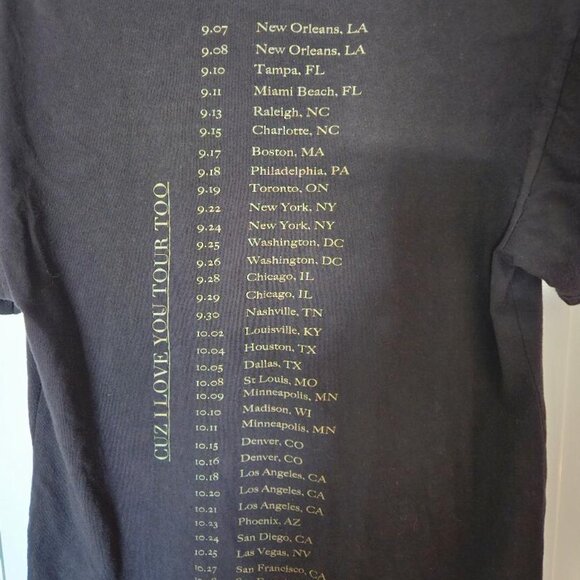 CUZ I LOVE YOU TOUR TOO
9.07 New Orleans, LA
9.08 New Orleans, LA
9.10 Tampa, FL
9.11 Miami Beach, FL
9.13 Raleigh, NC
9.15 Charlotte, NC
9.17 Boston, MA
9.18 Philadelphia, PA
9.19 Toronto, ON
9.22 New York, NY
9.24 New York, NY
9.25 Washington, DC
9.26 Washington, DC
9.28 Chicago, IL
9.29 Chicago, IL
9.30 Nashville, TN
10.02 Louisville, KY
10.04 Houston, TX
10.05 Dallas, TX
10.08 St Louis, MO
10.09 Minneapolis, MN
10.10 Madison, WI
10.11 Minneapolis, MN
10.15 Denver, CO
10.16 Denver, CO
10.18 Los Angeles, CA
10.20 Los Angeles, CA
10.21 Los Angeles, CA
10.23 Phoenix, AZ
10.24 San Diego, CA
10.25 Las Vegas, NV
10.27 San Francisco, CA